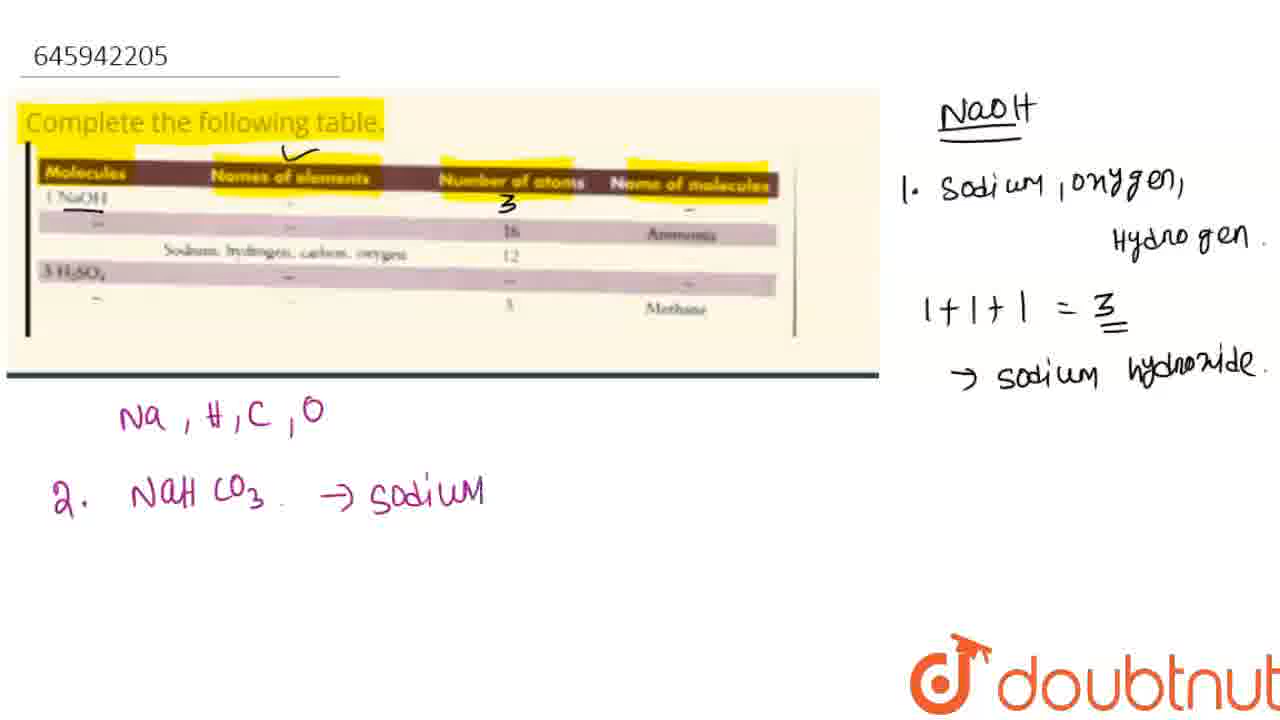 645942205
Complete the following table.
Molecules Names of elements Number of atoms Name of molecules
1 NaOH - 3 -
- - 16 Ammonia
Sodium, hydrogen, carbon, oxygen 12
3 H₂SO₄ - - -
- - 5 Methane
NaOH
1. Sodium, oxygen,
Hydrogen.
1+1+1 = 3
→ Sodium hydroxide.
Na, H, C, O
2. NaHCO₃. → Sodium
doubtnut